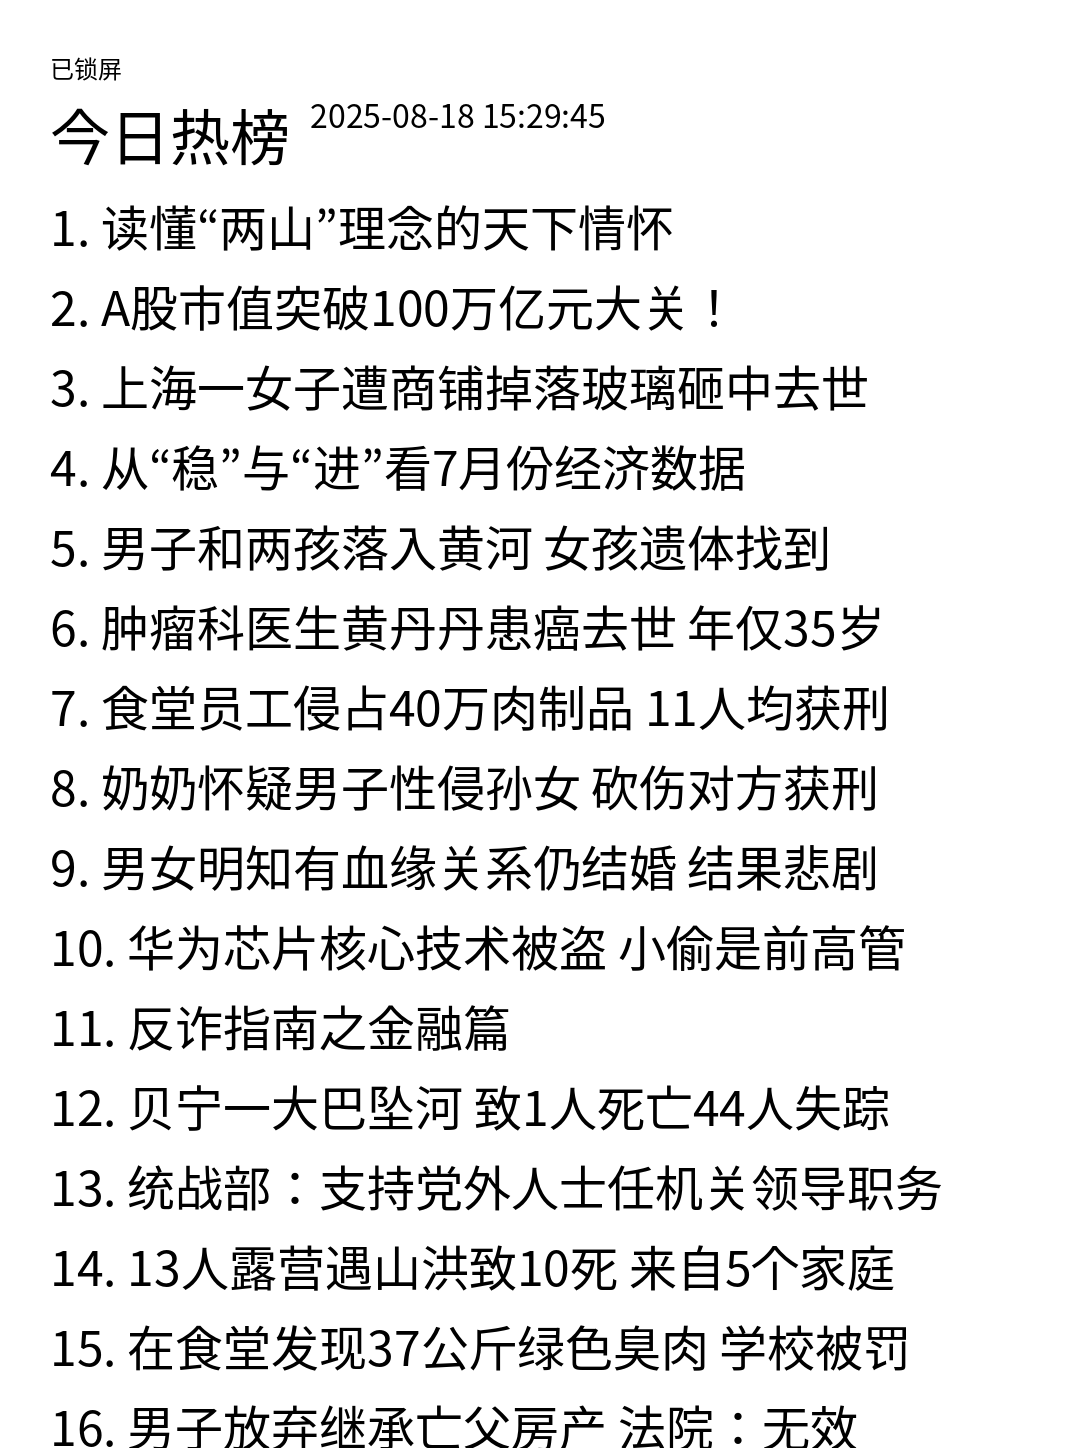 已锁屏
今日热榜 2025-08-18 15:29:45
1. 读懂“两山”理念的天下情怀
2. A股市值突破100万亿元大关！
3. 上海一女子遭商铺掉落玻璃砸中去世
4. 从“稳”与“进”看7月份经济数据
5. 男子和两孩落入黄河 女孩遗体找到
6. 肿瘤科医生黄丹丹患癌去世 年仅35岁
7. 食堂员工侵占40万肉制品 11人均获刑
8. 奶奶怀疑男子性侵孙女 砍伤对方获刑
9. 男女明知有血缘关系仍结婚 结果悲剧
10. 华为芯片核心技术被盗 小偷是前高管
11. 反诈指南之金融篇
12. 贝宁一大巴坠河 致1人死亡44人失踪
13. 统战部：支持党外人士任机关领导职务
14. 13人露营遇山洪致10死 来自5个家庭
15. 在食堂发现37公斤绿色臭肉 学校被罚
16. 男子放弃继承亡父房产 法院：无效